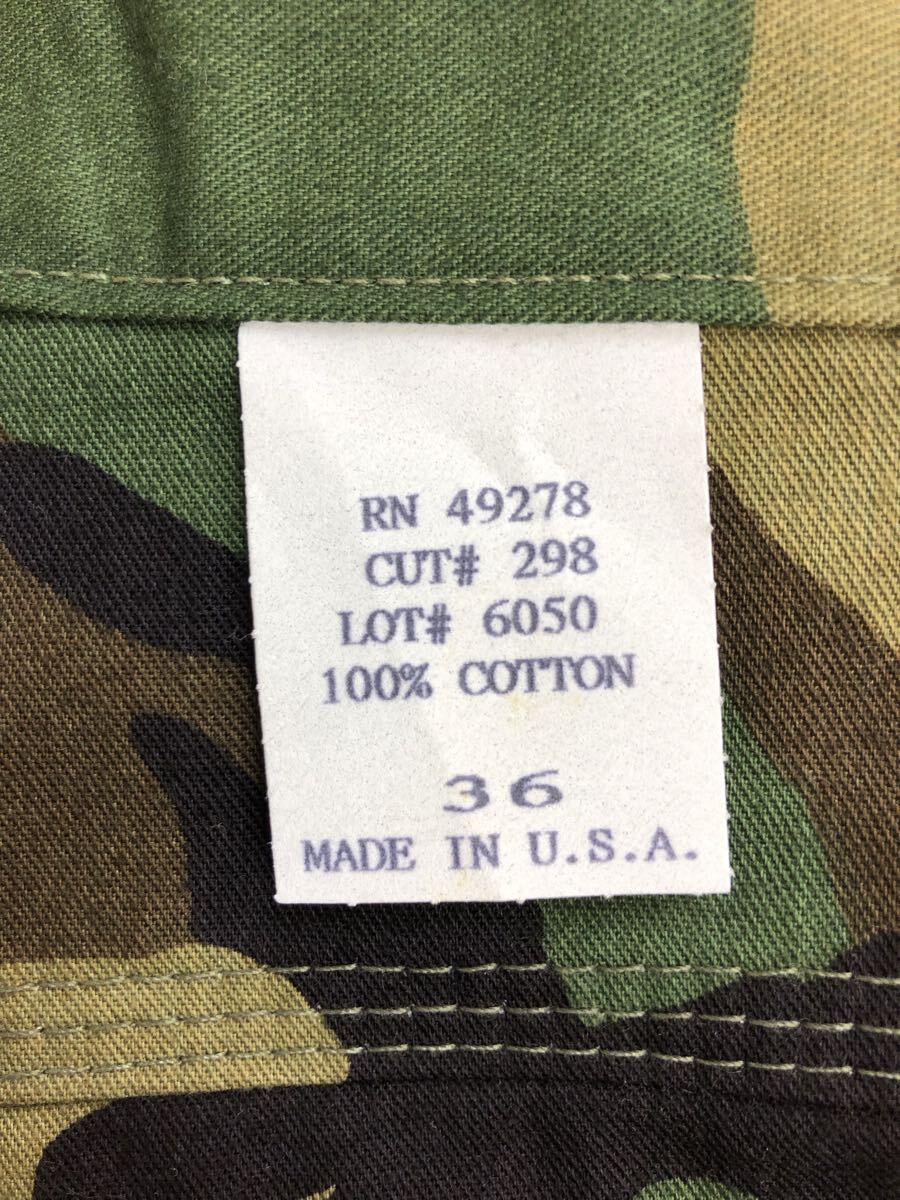 RN 49278
CUT# 298
LOT# 6050
100% COTTON
36
MADE IN U.S.A.